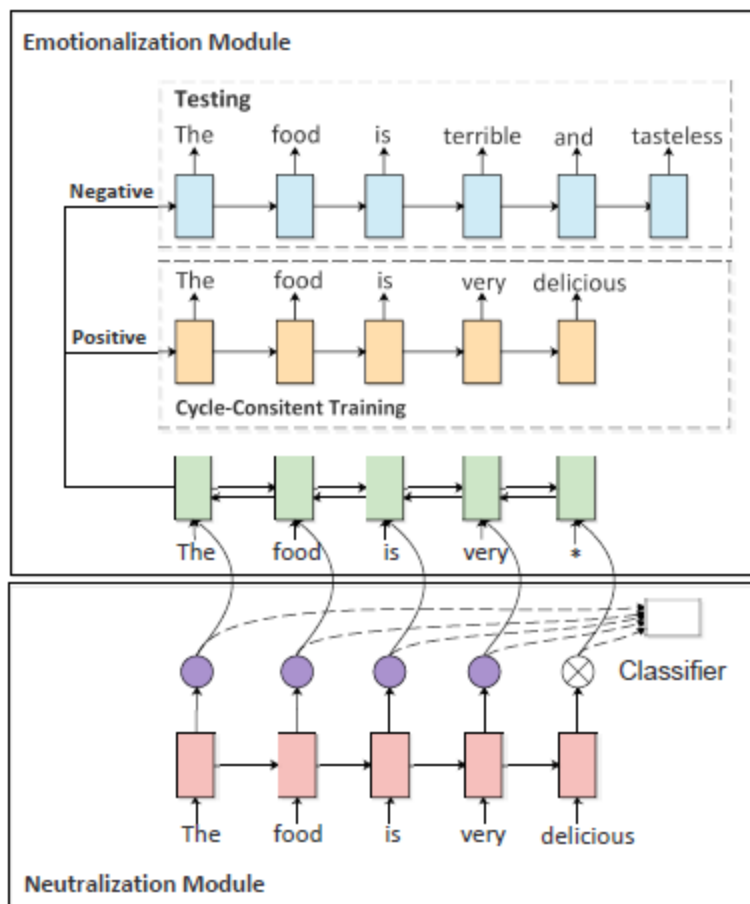 Emotionalization Module
Testing
The food is terrible and tasteless
Negative
The food is very delicious
Positive
Cycle-Consitent Training
The food is very *
Classifier
The food is very delicious
Neutralization Module